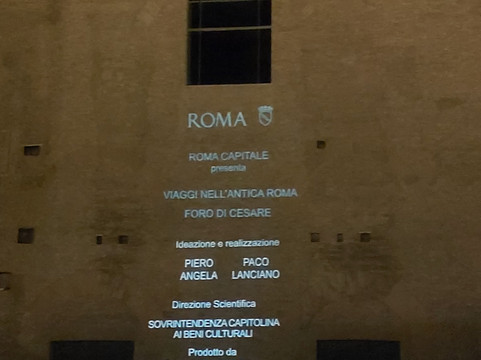 ROMA
ROMA CAPITALE
presenta
VIAGGI NELL'ANTICA ROMA
FORO DI CESARE
Ideazione e realizzazione
PIERO PACO
ANGELA LANCIANO
Direzione Scientifica
SOVRINTENDENZA CAPITOLINA
AI BENI CULTURALI
Prodotto da